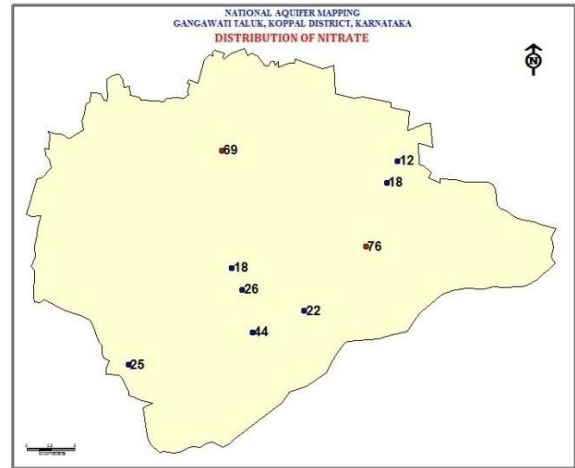 NATIONAL AQUIFER MAPPING
GANGAWATI TALUK, KOPPAL DISTRICT, KARNATAKA
DISTRIBUTION OF NITRATE
N
69
12
18
76
18
26
22
44
25
kilometers